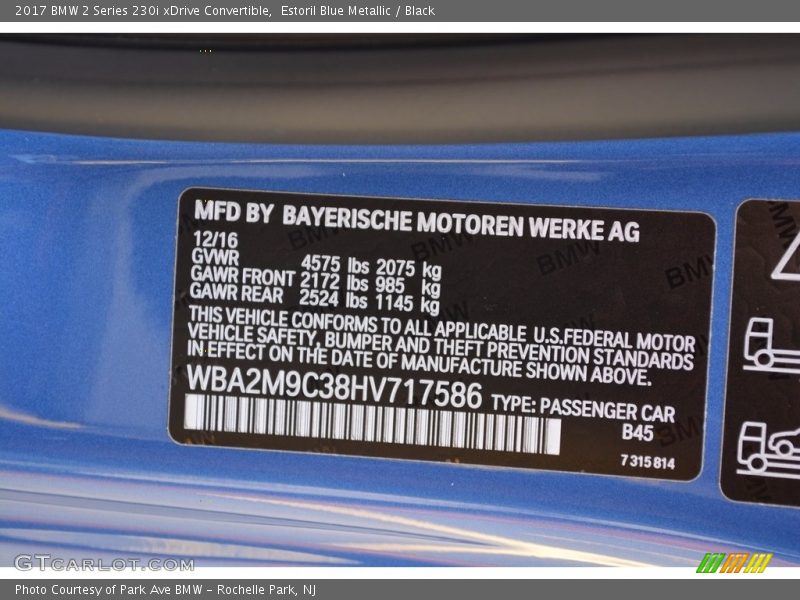 2017 BMW 2 Series 230i xDrive Convertible, Estoril Blue Metallic / Black
MFD BY BAYERISCHE MOTOREN WERKE AG
12/16
GVWR 4575 lbs 2075 kg
GAWR FRONT 2172 lbs 985 kg
GAWR REAR 2524 lbs 1145 kg
THIS VEHICLE CONFORMS TO ALL APPLICABLE U.S.FEDERAL MOTOR
VEHICLE SAFETY, BUMPER AND THEFT PREVENTION STANDARDS
IN EFFECT ON THE DATE OF MANUFACTURE SHOWN ABOVE.
WBA2M9C38HV717586 TYPE: PASSENGER CAR
B45
7 315 814
GTCARLOT.COM
Photo Courtesy of Park Ave BMW - Rochelle Park, NJ